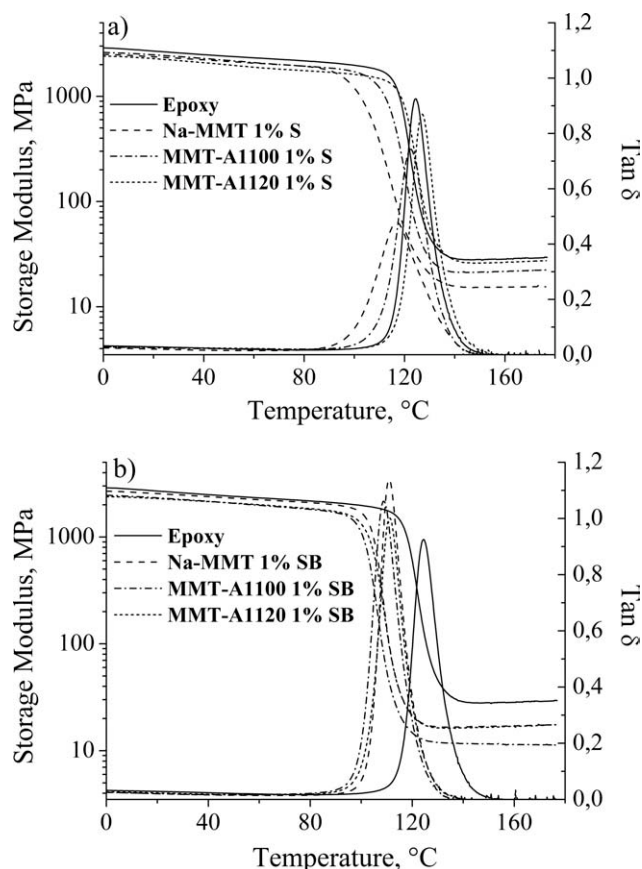 a)
1,2
1,0
0,8
0,6
0,4
0,2
0,0
Tan δ
1000
100
10
Storage Modulus, MPa
Epoxy
Na-MMT 1% S
MMT-A1100 1% S
MMT-A1120 1% S
0 40 80 120 160
Temperature, °C
b)
1,2
1,0
0,8
0,6
0,4
0,2
0,0
Tan δ
1000
100
10
Storage Modulus, MPa
Epoxy
Na-MMT 1% SB
MMT-A1100 1% SB
MMT-A1120 1% SB
0 40 80 120 160
Temperature, °C